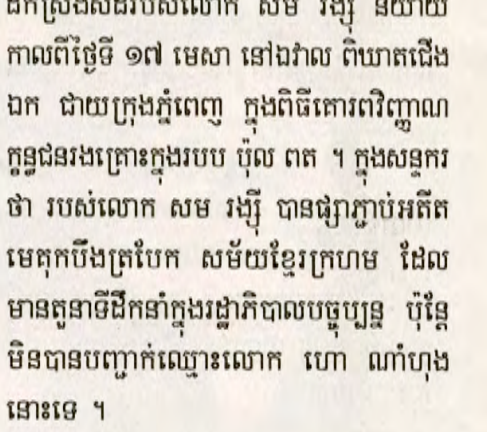 ដឹកស្រង់សំដីរបស់លោក សម រង្ស៊ី និយាយ
កាលពីថ្ងៃទី ១៧ មេសា នៅឯវាល ពិឃាតជើង
ឯក ជាយក្រុងភ្នំពេញ ក្នុងពិធីគោរពវិញ្ញាណ
ក្ខន្ធជនរងគ្រោះក្នុងរបប ប៉ុល ពត ។ ក្នុងសន្ទរក
ថា របស់លោក សម រង្ស៊ី បានផ្សាភ្ជាប់អតីត
មេគុកបឹងត្របែក សម័យខ្មែរក្រហម ដែល
មានតួនាទីដឹកនាំក្នុងរដ្ឋាភិបាលបច្ចុប្បន្ន ប៉ុន្តែ
មិនបានបញ្ជាក់ឈ្មោះលោក ហោ ណាំហុង
នោះទេ ។